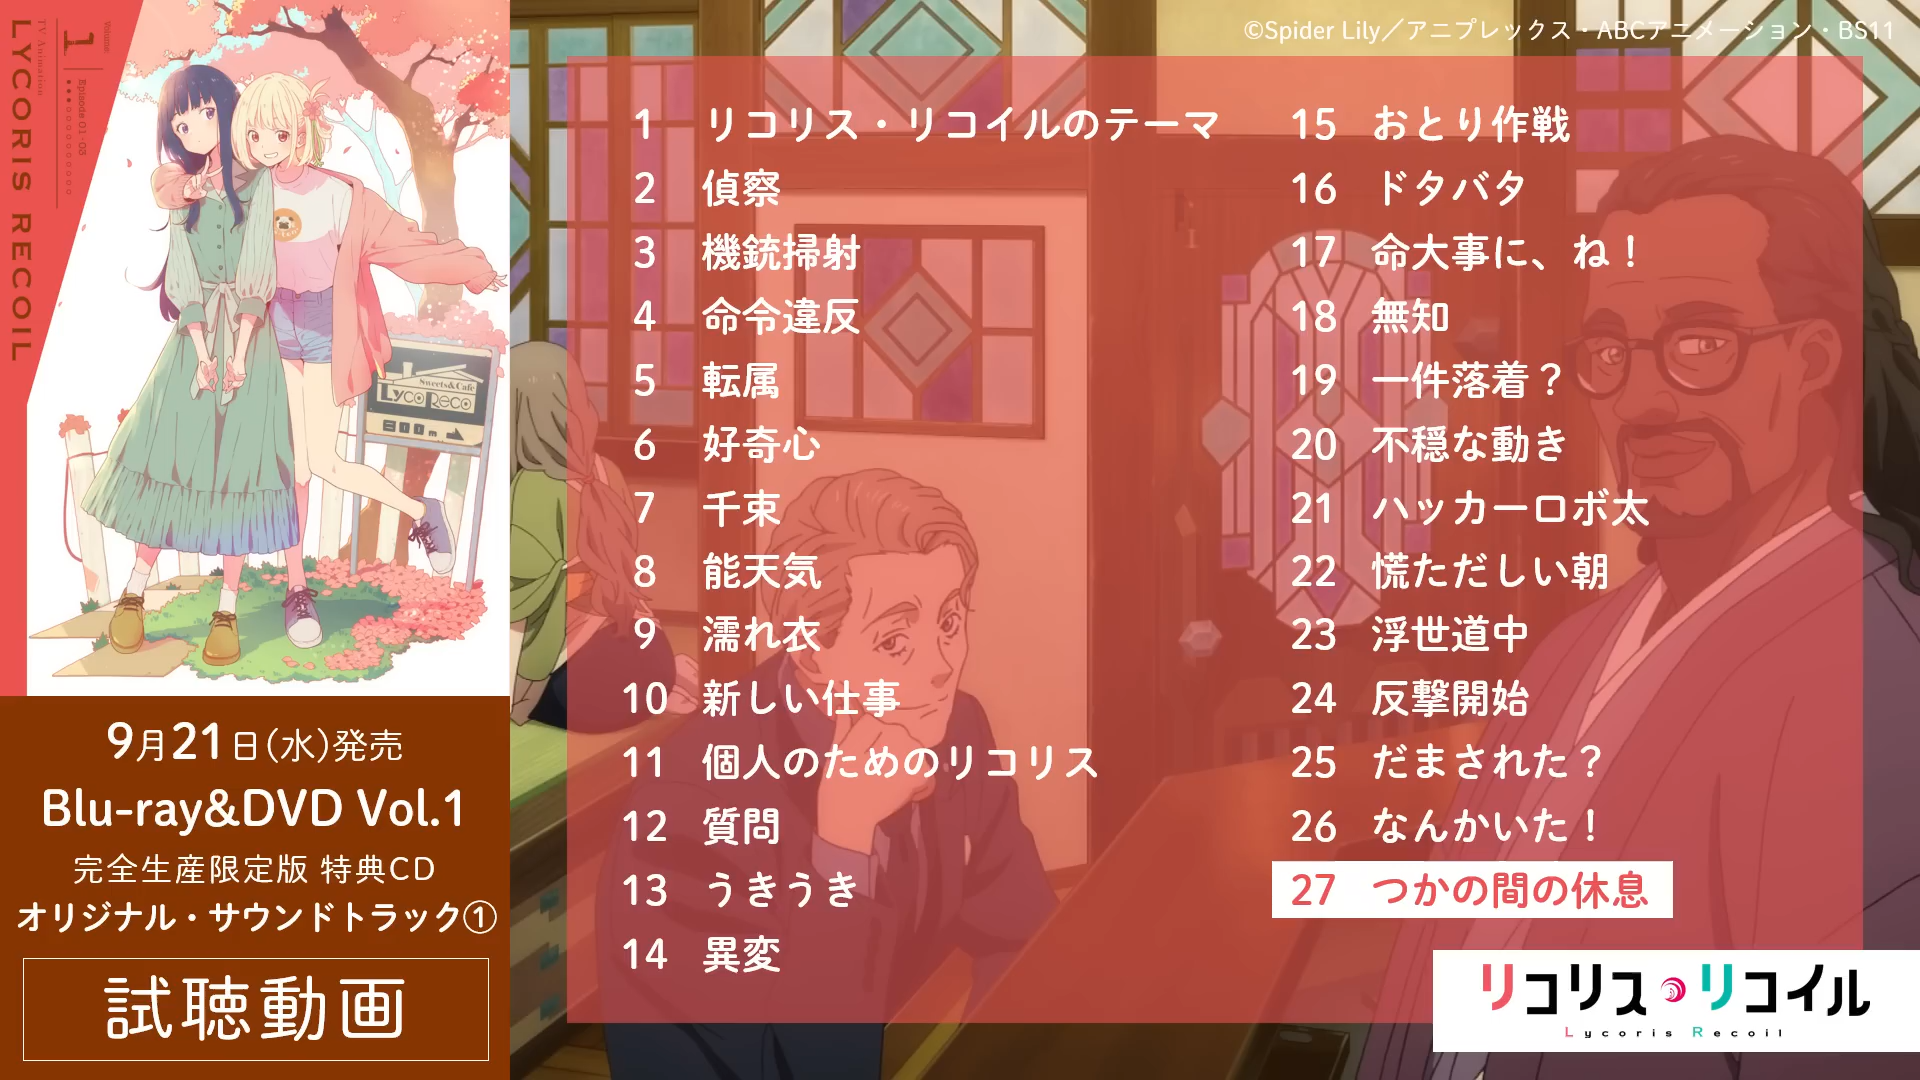 ©Spider Lily／アニプレックス・ABCアニメーション・BS11
Volume 1
Episode 01-03
TV Animation
LYCORIS RECOIL
Sweets&Cafe
LycoReco
800m
9月21日(水)発売
Blu-ray&DVD Vol.1
完全生産限定版 特典CD
オリジナル・サウンドトラック①
試聴動画
1 リコリス・リコイルのテーマ
2 偵察
3 機銃掃射
4 命令違反
5 転属
6 好奇心
7 千束
8 能天気
9 濡れ衣
10 新しい仕事
11 個人のためのリコリス
12 質問
13 うきうき
14 異変
15 おとり作戦
16 ドタバタ
17 命大事に、ね！
18 無知
19 一件落着？
20 不穏な動き
21 ハッカーロボ太
22 慌ただしい朝
23 浮世道中
24 反撃開始
25 だまされた？
26 なんかいた！
27 つかの間の休息
リコリス・リコイル
Lycoris Recoil